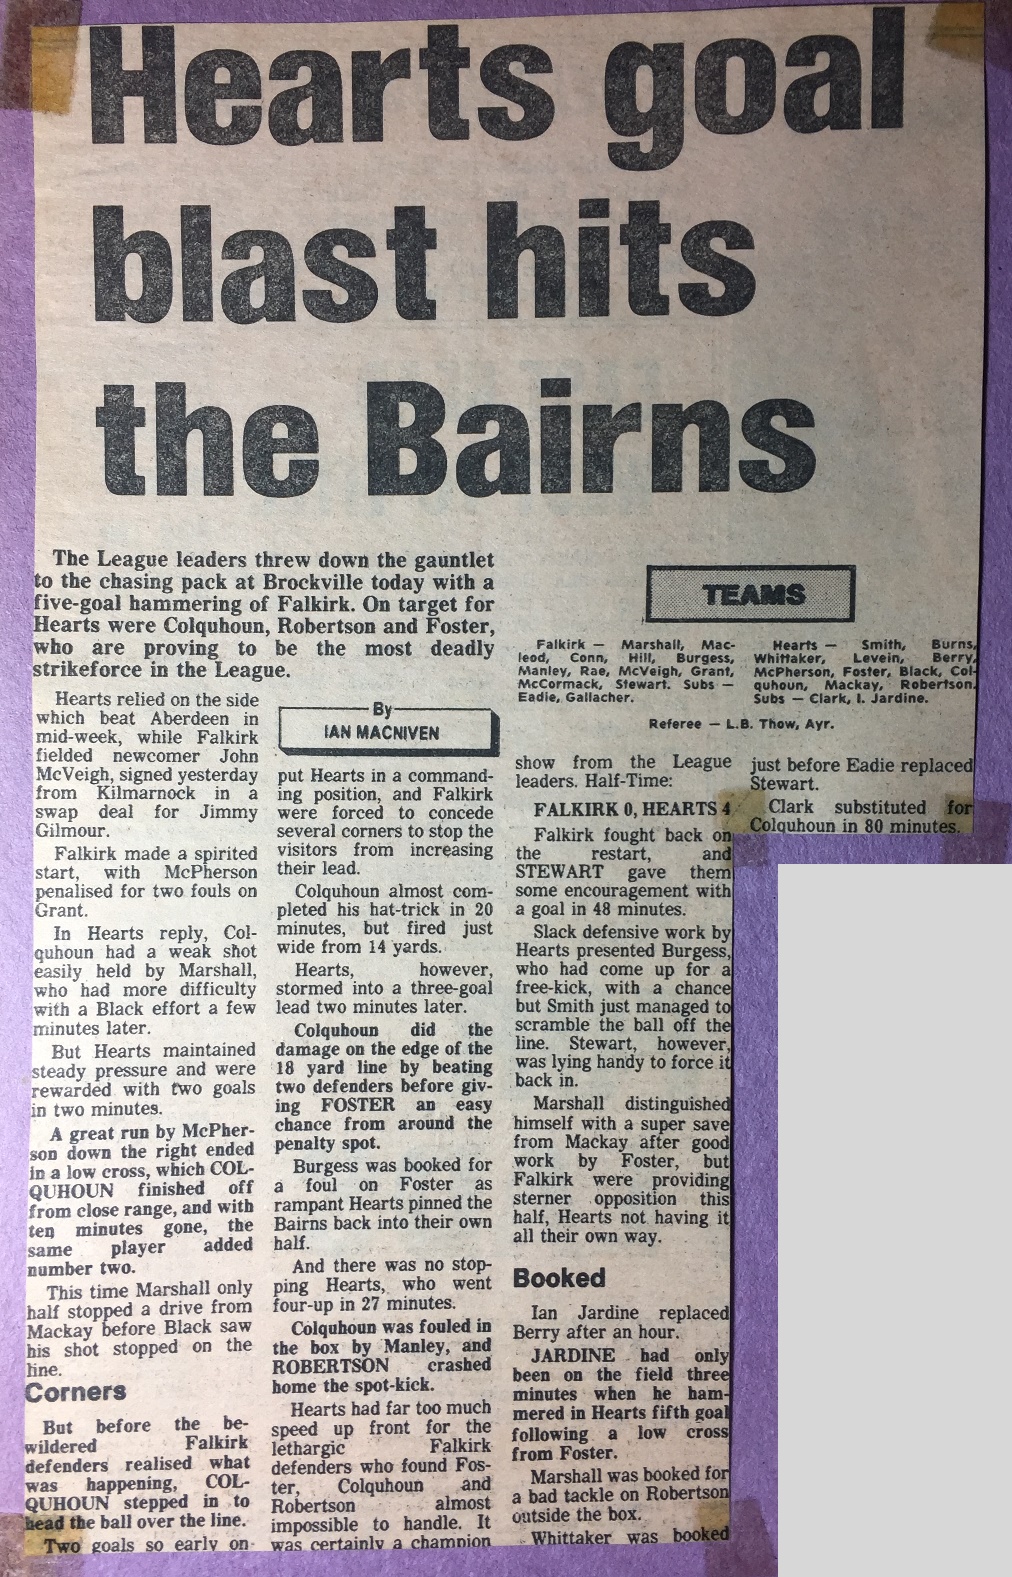 Hearts goal
blast hits
the Bairns
The League leaders threw down the gauntlet
to the chasing pack at Brockville today with a
five-goal hammering of Falkirk. On target for
Hearts were Colquhoun, Robertson and Foster,
who are proving to be the most deadly
strikeforce in the League.
Hearts relied on the side
which beat Aberdeen in
mid-week, while Falkirk
fielded newcomer John
McVeigh, signed yesterday
from Kilmarnock in a
swap deal for Jimmy
Gilmour.
Falkirk made a spirited
start, with McPherson
penalised for two fouls on
Grant.
In Hearts reply, Col-
quhoun had a weak shot
easily held by Marshall,
who had more difficulty
with a Black effort a few
minutes later.
But Hearts maintained
steady pressure and were
rewarded with two goals
in two minutes.
A great run by McPher-
son down the right ended
in a low cross, which COL-
QUHOUN finished off
from close range, and with
ten minutes gone, the
same player added
number two.
This time Marshall only
half stopped a drive from
Mackay before Black saw
his shot stopped on the
line.
Corners
But before the be-
wildered Falkirk
defenders realised what
was happening, COL-
QUHOUN stepped in to
head the ball over the line.
Two goals so early on
By
IAN MACNIVEN
put Hearts in a command-
ing position, and Falkirk
were forced to concede
several corners to stop the
visitors from increasing
their lead.
Colquhoun almost com-
pleted his hat-trick in 20
minutes, but fired just
wide from 14 yards.
Hearts, however,
stormed into a three-goal
lead two minutes later.
Colquhoun did the
damage on the edge of the
18 yard line by beating
two defenders before giv-
ing FOSTER an easy
chance from around the
penalty spot.
Burgess was booked for
a foul on Foster as
rampant Hearts pinned the
Bairns back into their own
half.
And there was no stop-
ping Hearts, who went
four-up in 27 minutes.
Colquhoun was fouled in
the box by Manley, and
ROBERTSON crashed
home the spot-kick.
Hearts had far too much
speed up front for the
lethargic Falkirk
defenders who found Fos-
ter, Colquhoun and
Robertson almost
impossible to handle. It
was certainly a champion
TEAMS
Falkirk — Marshall, Mac-
leod, Conn, Hill, Burgess,
Manley, Rae, McVeigh, Grant,
McCormack, Stewart. Subs —
Eadie, Gallacher.
Hearts — Smith, Burns,
Whittaker, Levein, Berry,
McPherson, Foster, Black, Col-
quhoun, Mackay, Robertson.
Subs — Clark, I. Jardine.
Referee — L.B. Thow, Ayr.
show from the League
leaders. Half-Time:
FALKIRK 0, HEARTS 4
Falkirk fought back on
the restart, and
STEWART gave them
some encouragement with
a goal in 48 minutes.
Slack defensive work by
Hearts presented Burgess,
who had come up for a
free-kick, with a chance
but Smith just managed to
scramble the ball off the
line. Stewart, however,
was lying handy to force it
back in.
Marshall distinguished
himself with a super save
from Mackay after good
work by Foster, but
Falkirk were providing
sterner opposition this
half, Hearts not having it
all their own way.
Booked
Ian Jardine replaced
Berry after an hour.
JARDINE had only
been on the field three
minutes when he ham-
mered in Hearts fifth goal
following a low cross
from Foster.
Marshall was booked for
a bad tackle on Robertson
outside the box.
Whittaker was booked
just before Eadie replaced
Stewart.
Clark substituted for
Colquhoun in 80 minutes.